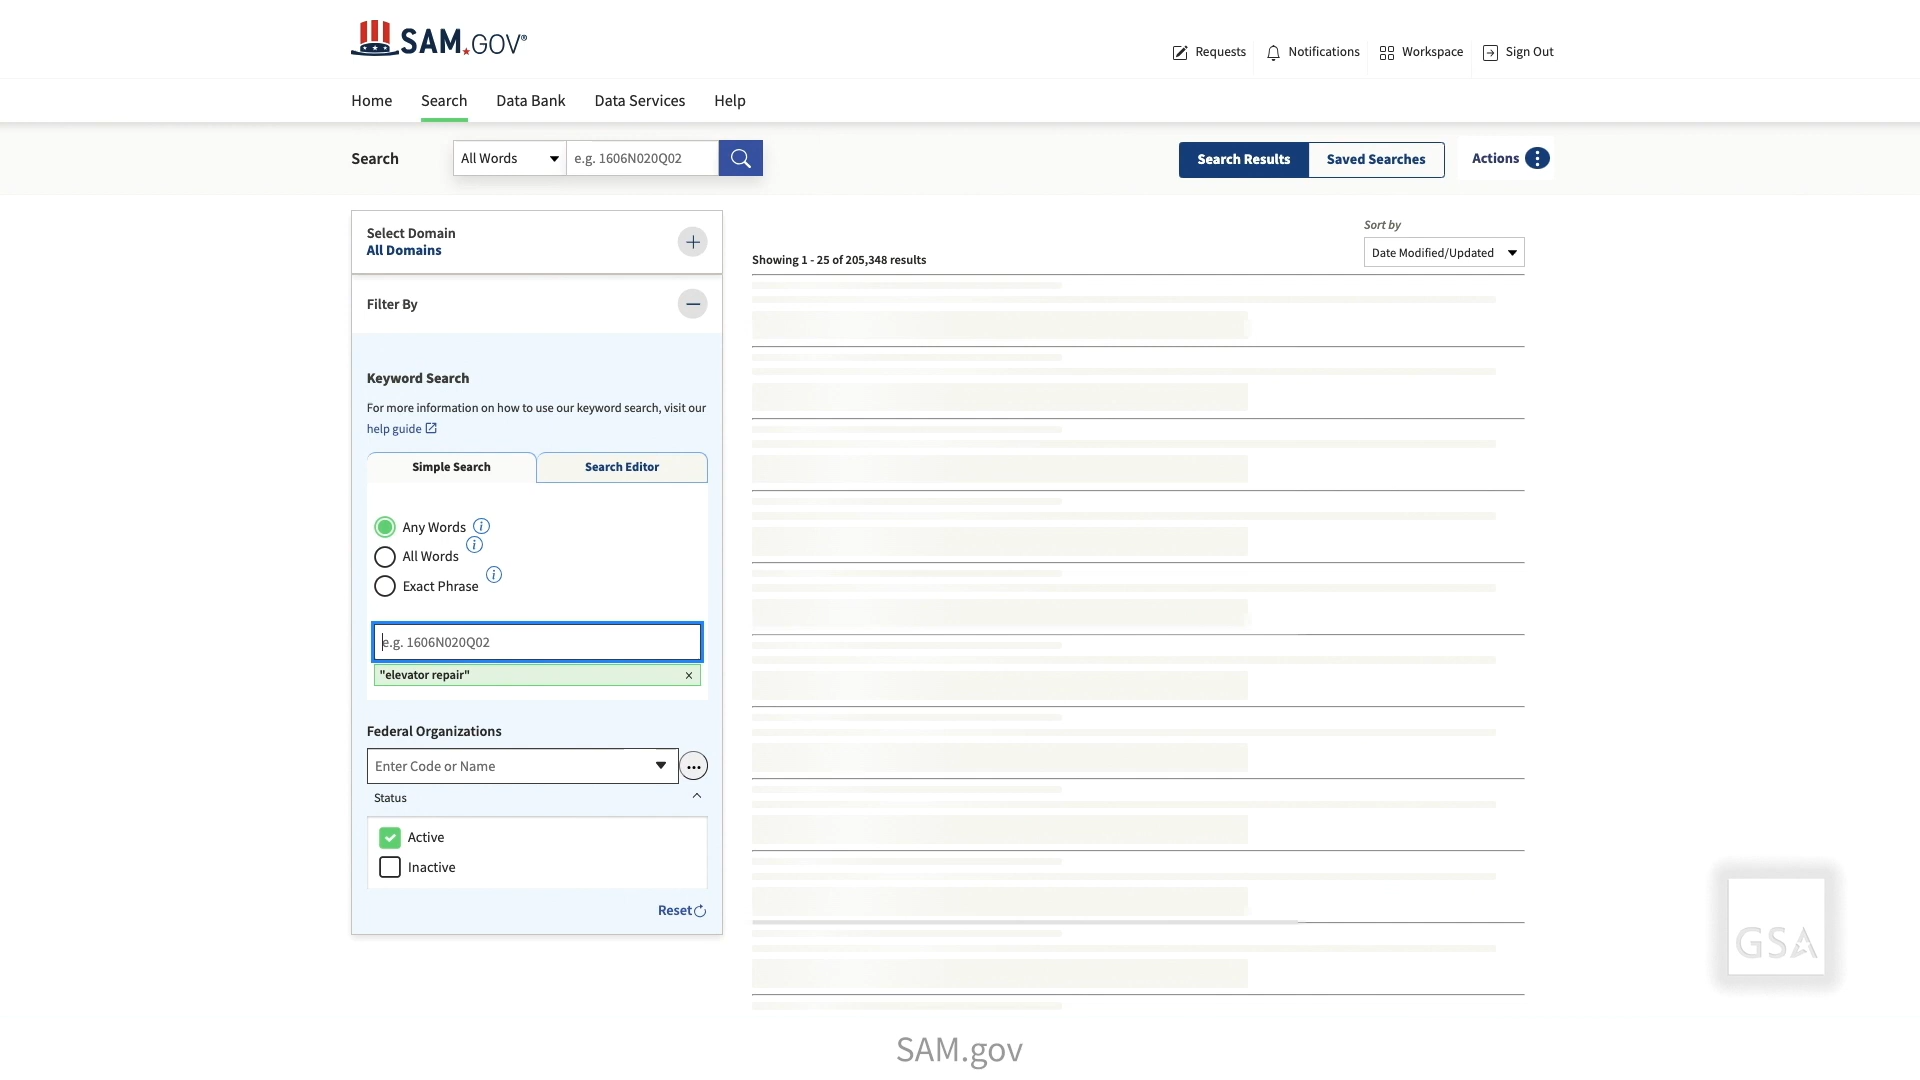 SAM.GOV®
Requests
Notifications
Workspace
Sign Out
Home
Search
Data Bank
Data Services
Help
Search
All Words
e.g. 1606N020Q02
Search Results
Saved Searches
Actions
Select Domain
All Domains
Filter By
Keyword Search
For more information on how to use our keyword search, visit our
help guide
Simple Search
Search Editor
Any Words
All Words
Exact Phrase
e.g. 1606N020Q02
"elevator repair"
Federal Organizations
Enter Code or Name
Status
Active
Inactive
Reset
Sort by
Date Modified/Updated
Showing 1 - 25 of 205,348 results
GSA
SAM.gov